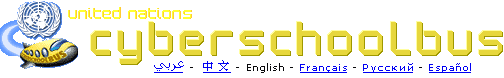 united nations
cyberschoolbus
عربي - 中文 - English - Français - Русский - Español